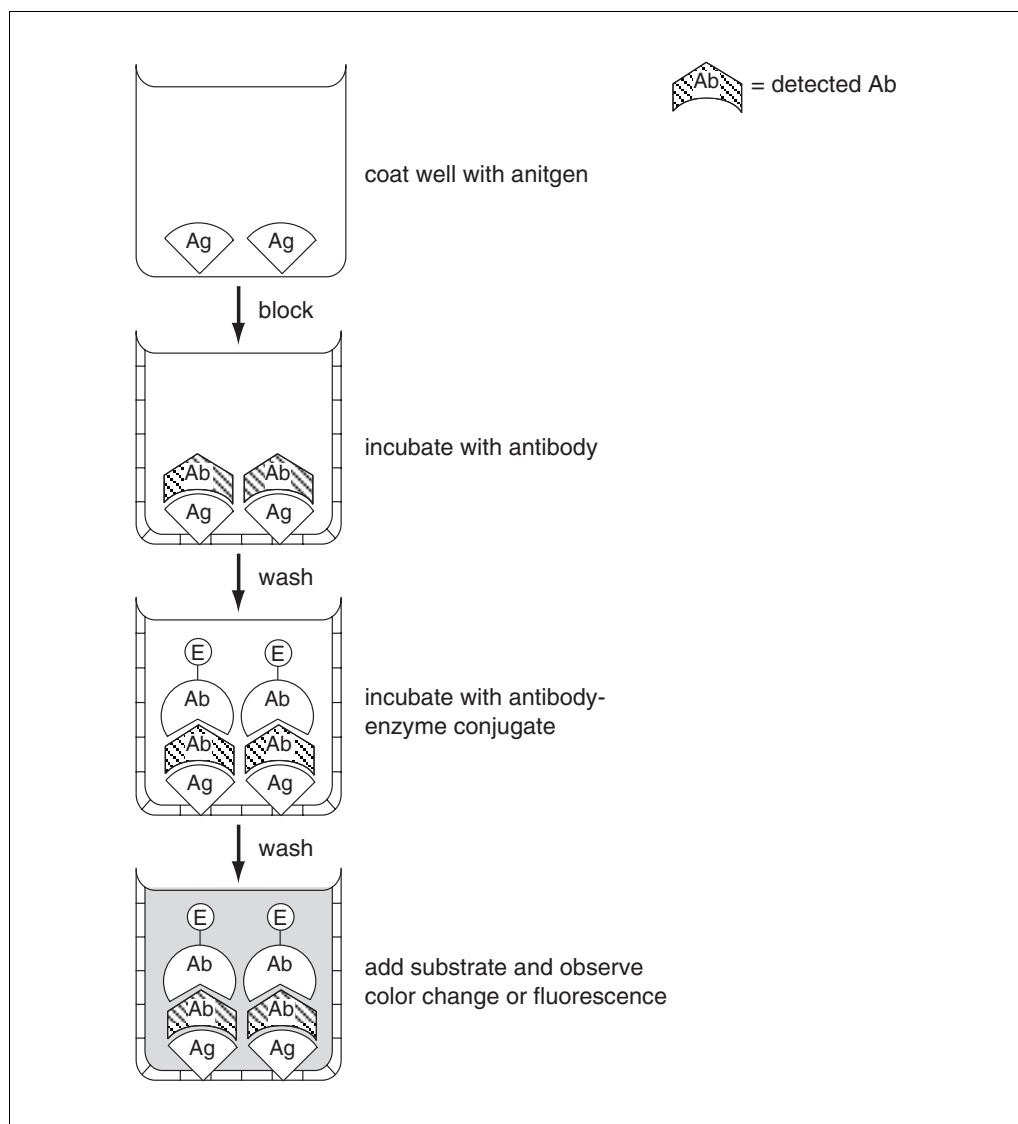 Ab = detected Ab
coat well with anitgen
Ag Ag
block
incubate with antibody
Ab Ab
Ag Ag
wash
E E
Ab Ab
incubate with antibody-
enzyme conjugate
Ab Ab
Ag Ag
wash
E E
Ab Ab
add substrate and observe
color change or fluorescence
Ab Ab
Ag Ag